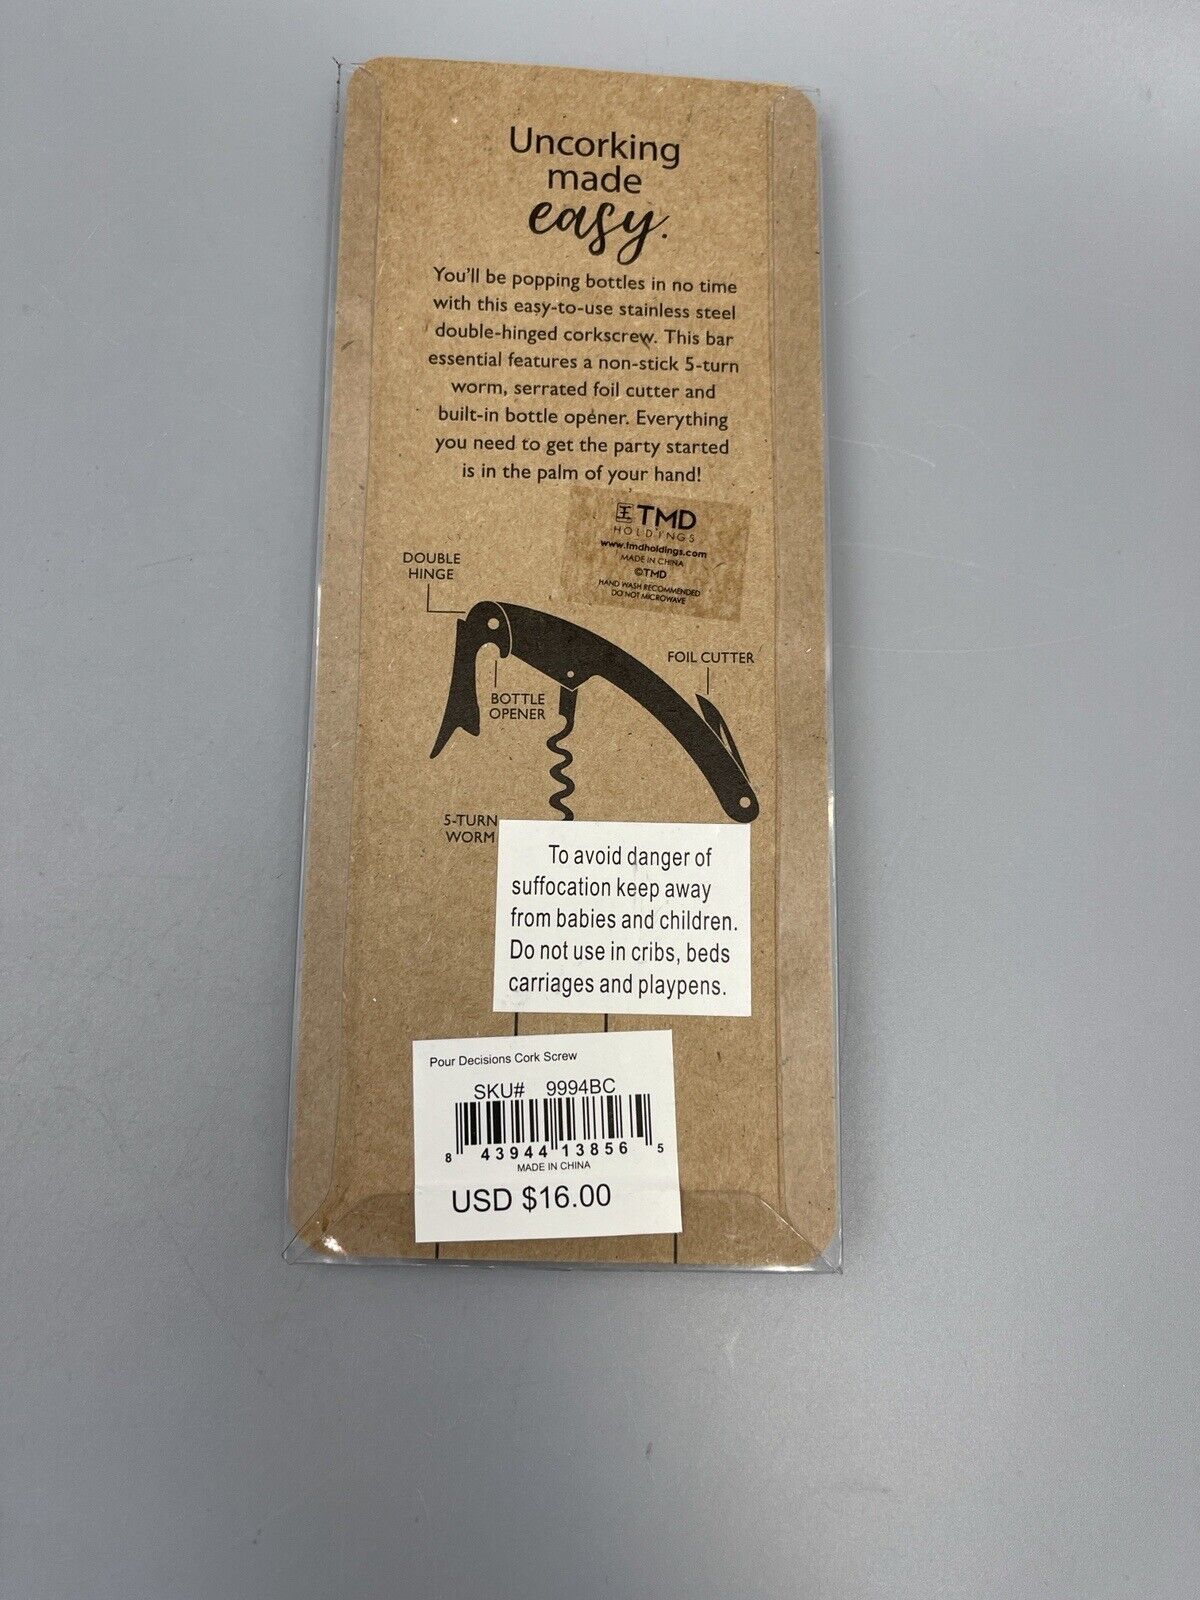 Uncorking
made
easy.
You'll be popping bottles in no time
with this easy-to-use stainless steel
double-hinged corkscrew. This bar
essential features a non-stick 5-turn
worm, serrated foil cutter and
built-in bottle opener. Everything
you need to get the party started
is in the palm of your hand!
TMD
HOLDINGS
www.tmdholdings.com
MADE IN CHINA
©TMD
HAND WASH RECOMMENDED
DO NOT MICROWAVE
DOUBLE
HINGE
FOIL CUTTER
BOTTLE
OPENER
5-TURN
WORM
To avoid danger of
suffocation keep away
from babies and children.
Do not use in cribs, beds
carriages and playpens.
Pour Decisions Cork Screw
SKU# 9994BC
8 43944 13856 5
MADE IN CHINA
USD $16.00